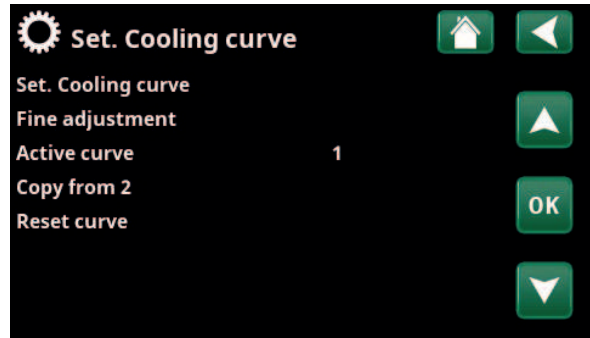 Set. Cooling curve
Set. Cooling curve
Fine adjustment
Active curve 1
Copy from 2
Reset curve
OK